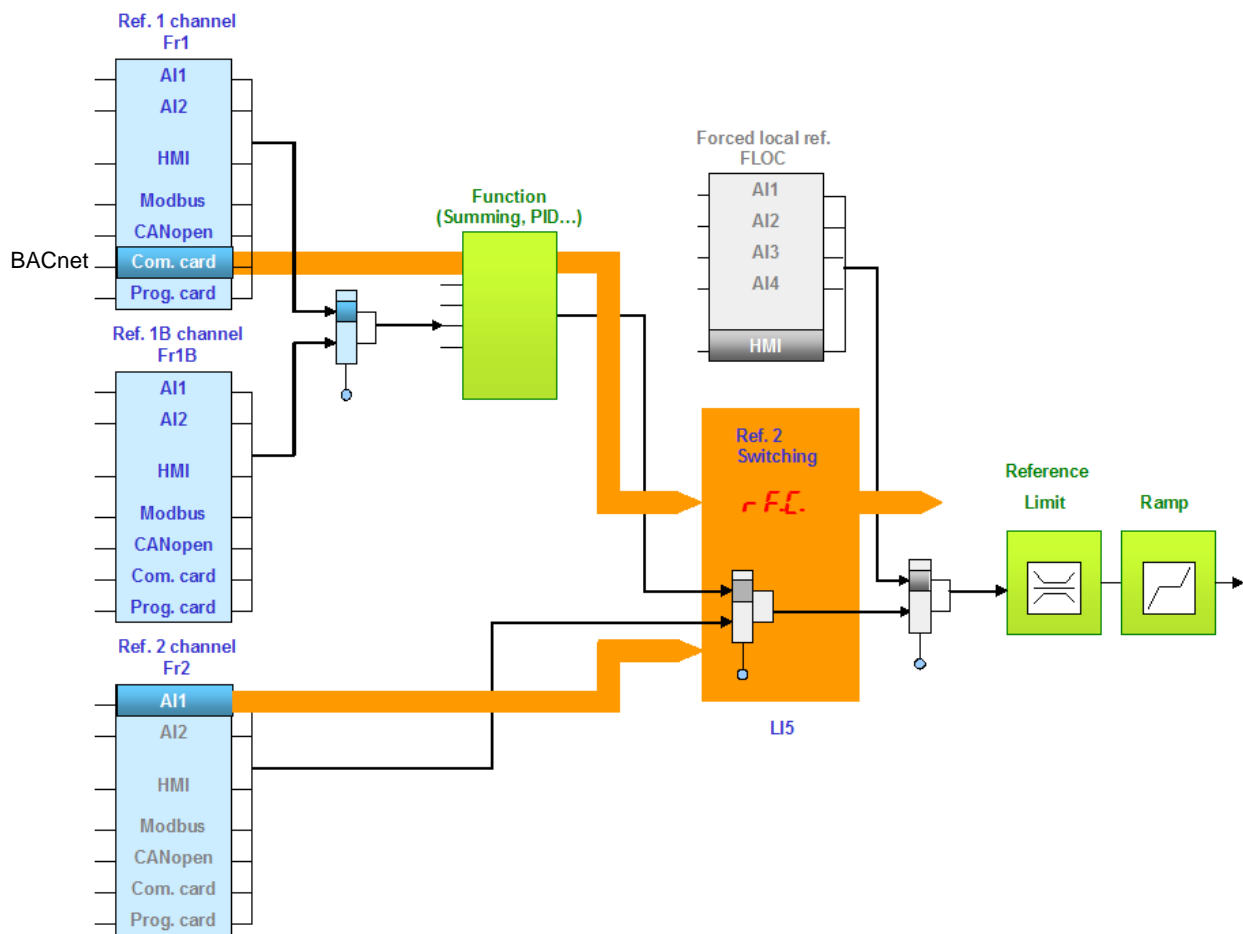 Ref. 1 channel
Fr1
AI1
AI2
HMI
Modbus
CANopen
BACnet
Com. card
Prog. card
Ref. 1B channel
Fr1B
AI1
AI2
HMI
Modbus
CANopen
Com. card
Prog. card
Ref. 2 channel
Fr2
AI1
AI2
HMI
Modbus
CANopen
Com. card
Prog. card
Function
(Summing, PID...)
Forced local ref.
FLOC
AI1
AI2
AI3
AI4
HMI
Ref. 2
Switching
rFC.
LI5
Reference
Limit
Ramp